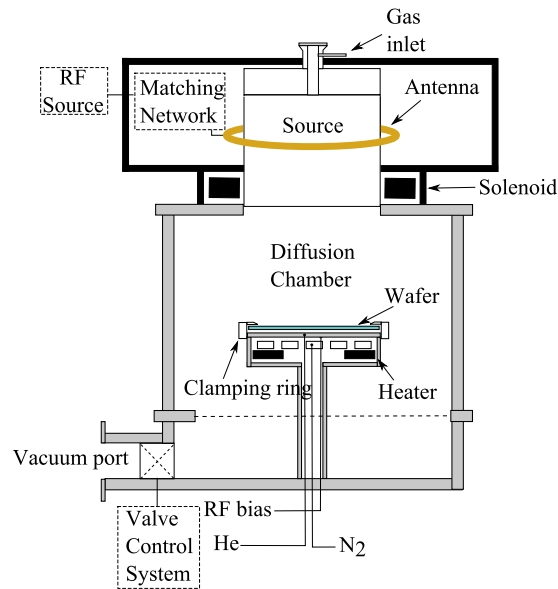 Gas
inlet
RF
Source
Matching
Network
Antenna
Source
Solenoid
Diffusion
Chamber
Wafer
Clamping ring
Heater
Vacuum port
RF bias
Valve
Control
System
He
N2